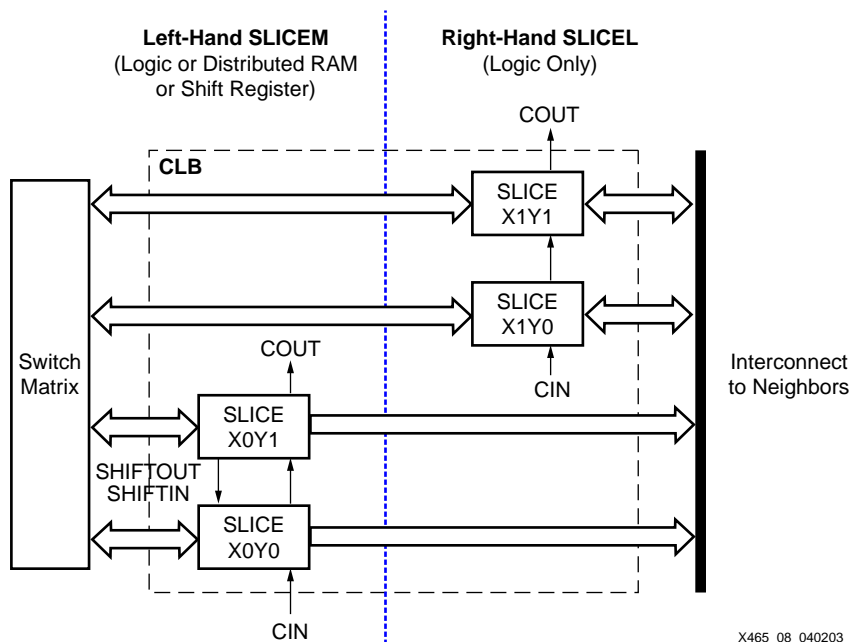 Left-Hand SLICEM
(Logic or Distributed RAM
or Shift Register)
Right-Hand SLICEL
(Logic Only)
COUT
CLB
SLICE
X1Y1
SLICE
X1Y0
COUT
CIN
Switch
Matrix
Interconnect
to Neighbors
SLICE
X0Y1
SHIFTOUT
SHIFTIN
SLICE
X0Y0
CIN
X465_08_040203